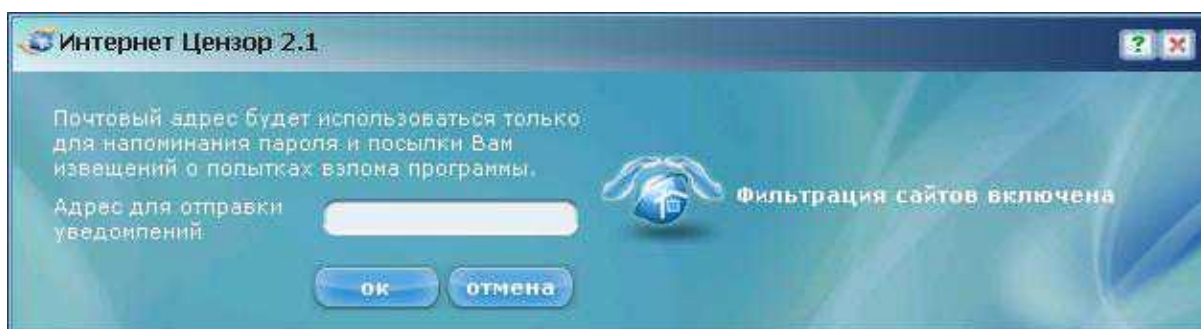 Интернет Цензор 2.1
?
Почтовый адрес будет использоваться только
для напоминания пароля и посылки Вам
извещений о попытках взлома программы.
Адрес для отправки
уведомлений
Фильтрация сайтов включена
ок
отмена